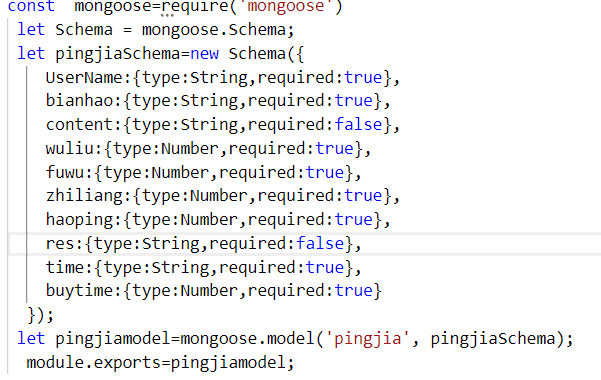 const  mongoose=require('mongoose')
let Schema = mongoose.Schema;
let pingjiaSchema=new Schema({
UserName:{type:String,required:true},
bianhao:{type:String,required:true},
content:{type:String,required:false},
wuliu:{type:Number,required:true},
fuwu:{type:Number,required:true},
zhiliang:{type:Number,required:true},
haoping:{type:Number,required:true},
res:{type:String,required:false},
time:{type:String,required:true},
buytime:{type:Number,required:true}
});
let pingjiamodel=mongoose.model('pingjia', pingjiaSchema);
module.exports=pingjiamodel;